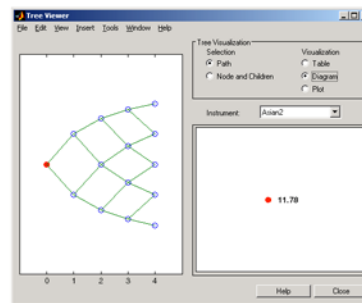 Tree Viewer
File Edit View Insert Tools Window Help
Tree Visualization
Selection
Visualization
Path
Table
Node and Children
Diagram
Plot
Instrument: Asian2
11.78
0 1 2 3 4
Help Close